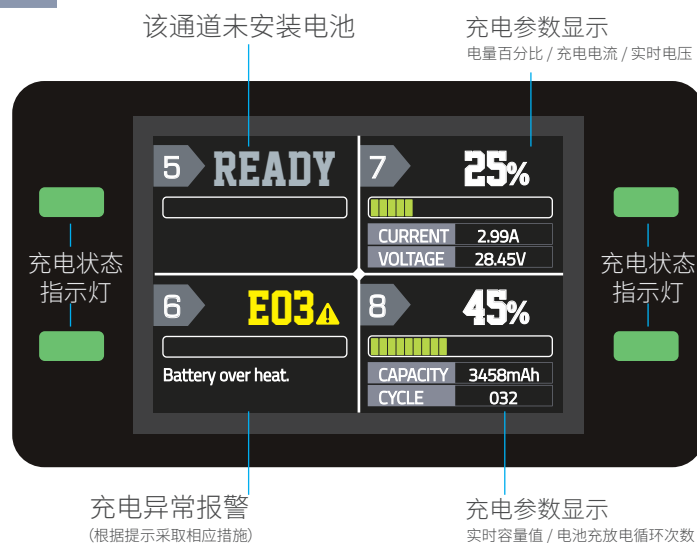 该通道未安装电池
充电参数显示
电量百分比 / 充电电流 / 实时电压
5 READY
7 25%
CURRENT 2.99A
VOLTAGE 28.45V
充电状态
指示灯
充电状态
指示灯
6 E03
Battery over heat.
8 45%
CAPACITY 3458mAh
CYCLE 032
充电异常报警
(根据提示采取相应措施)
充电参数显示
实时容量值 / 电池充放电循环次数